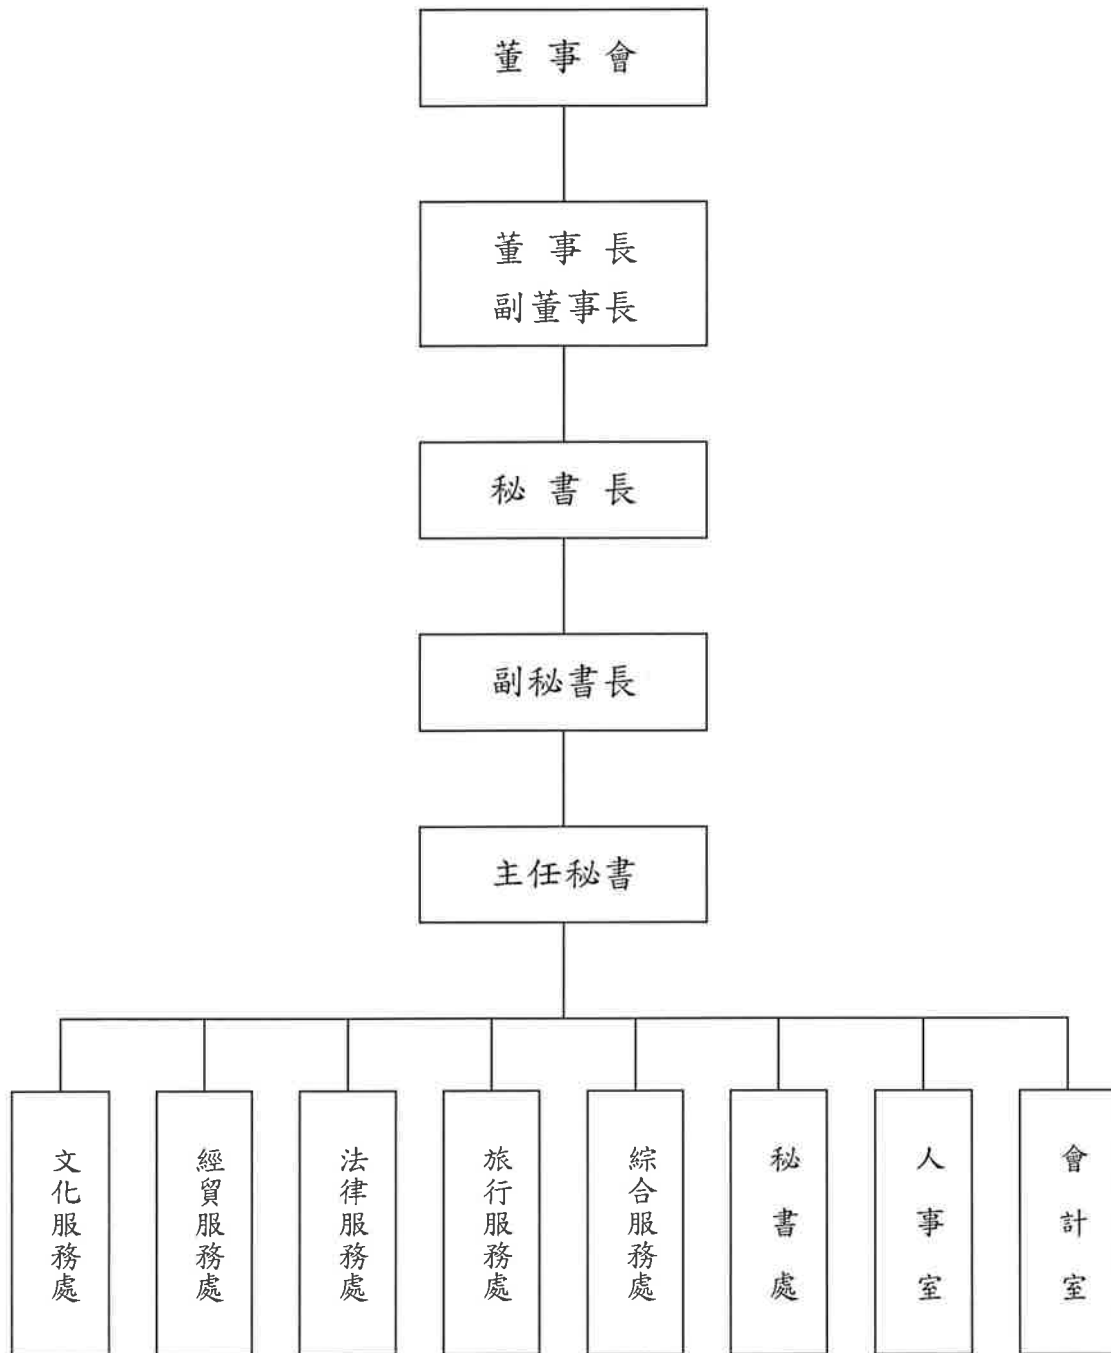 董事會
董事長
副董事長
秘書長
副秘書長
主任秘書
文化服務處
經貿服務處
法律服務處
旅行服務處
綜合服務處
秘書處
人事室
會計室